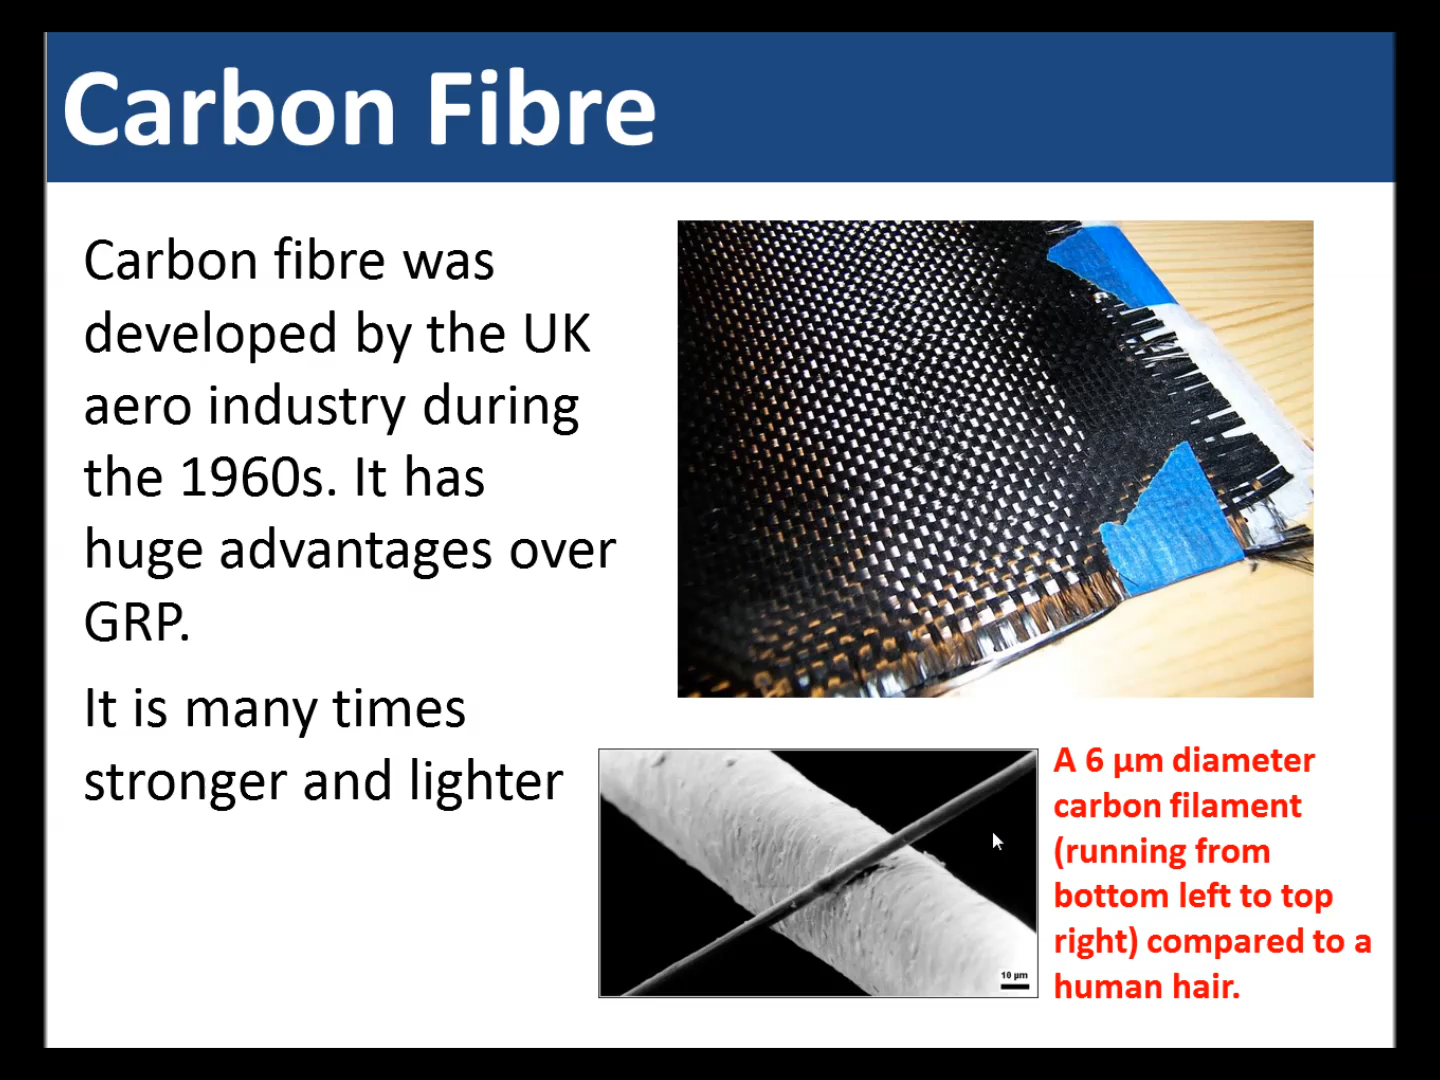 Carbon Fibre
Carbon fibre was
developed by the UK
aero industry during
the 1960s. It has
huge advantages over
GRP.
It is many times
stronger and lighter
A 6 μm diameter
carbon filament
(running from
bottom left to top
right) compared to a
human hair.
10 μm